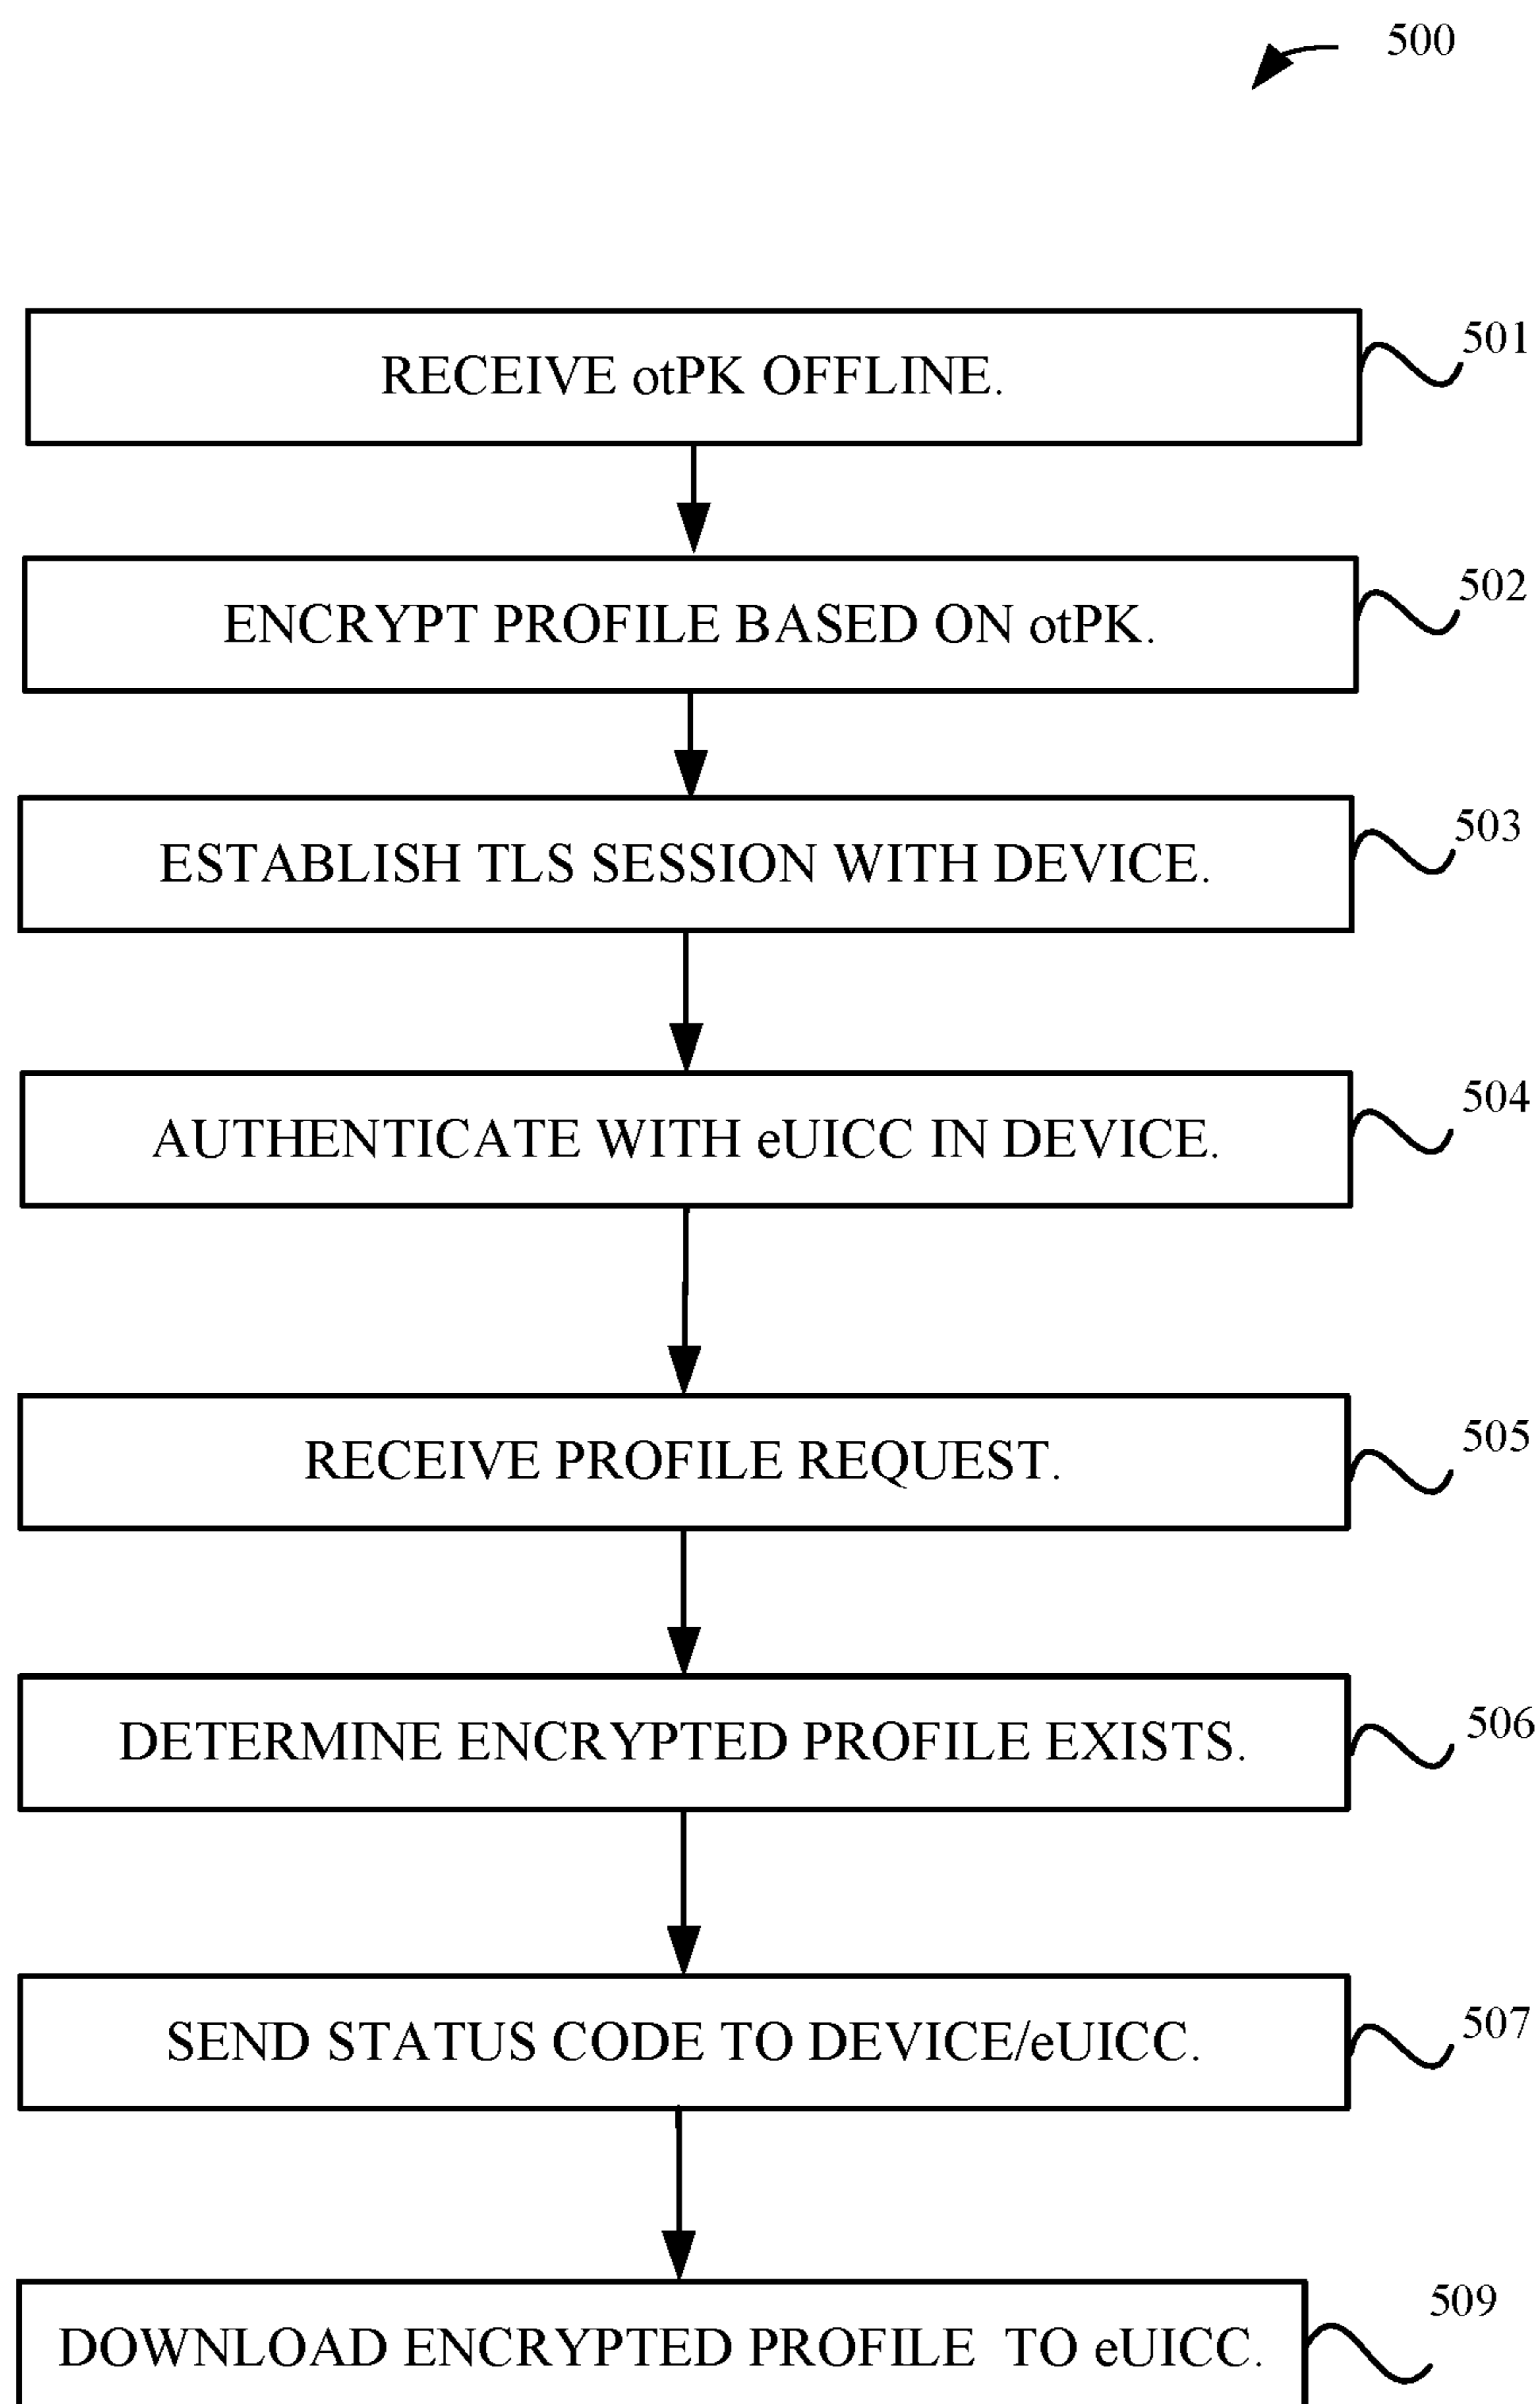 500
RECEIVE otPK OFFLINE.
501
ENCRYPT PROFILE BASED ON otPK.
502
ESTABLISH TLS SESSION WITH DEVICE.
503
AUTHENTICATE WITH eUICC IN DEVICE.
504
RECEIVE PROFILE REQUEST.
505
DETERMINE ENCRYPTED PROFILE EXISTS.
506
SEND STATUS CODE TO DEVICE/eUICC.
507
DOWNLOAD ENCRYPTED PROFILE TO eUICC.
509